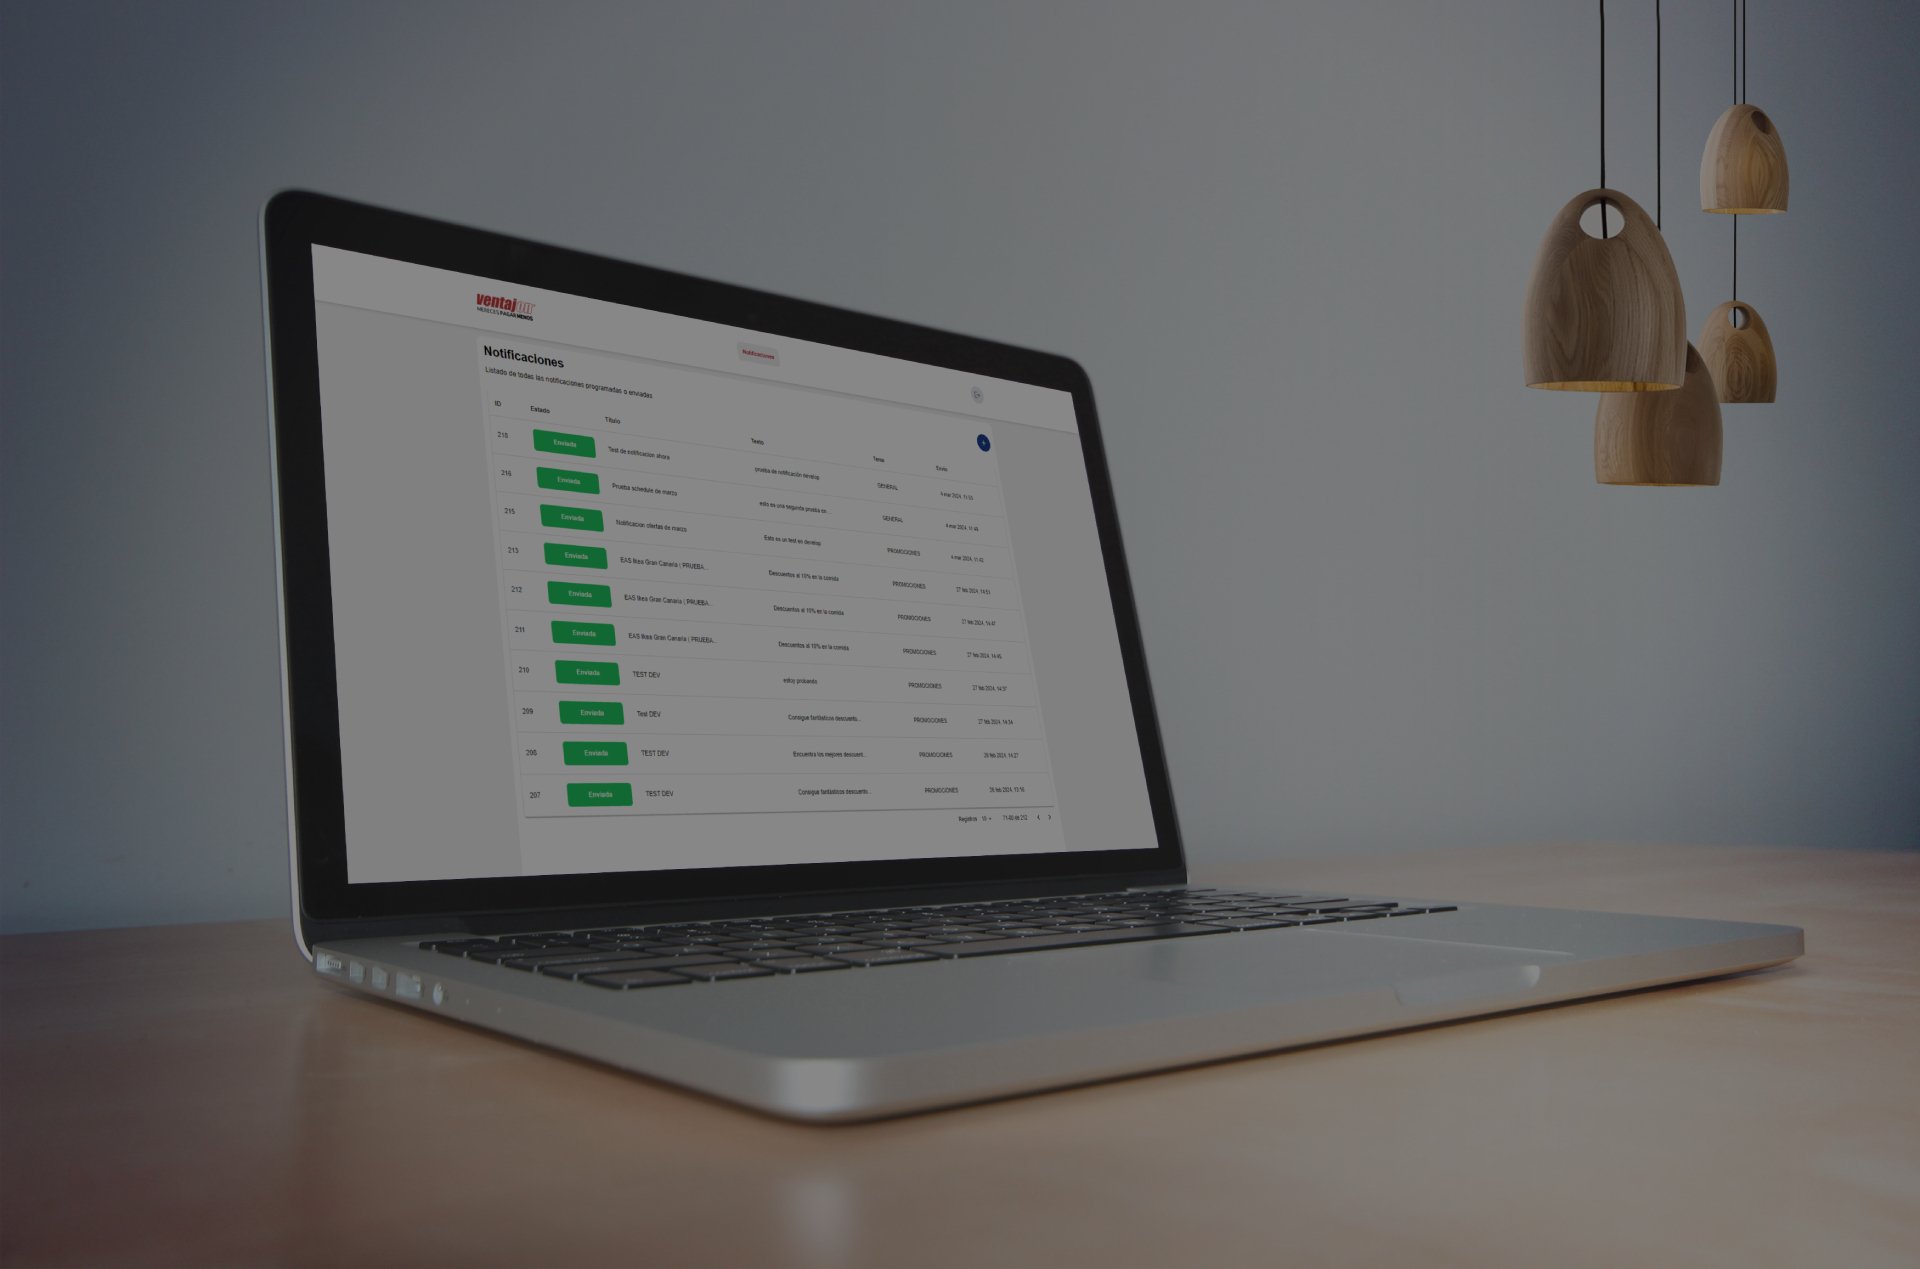 ventajon
MERECES PAGAR MENOS
Notificaciones
Notificaciones
Listado de todas las notificaciones programadas o enviadas
ID Estado Título Texto Tema Envío
Enviada Test de notificacion ahora prueba de notificación develop GENERAL 4 mar 2024, 11:50
216 Enviada Prueba schedule de marzo esto es una segunda prueba en... GENERAL 4 mar 2024, 11:49
215 Enviada Notificacion ofertas de marzo Esto es un test en develop PROMOCIONES 4 mar 2024, 11:42
213 Enviada EAS Ikea Gran Canaria ( PRUEBA... Descuentos al 10% en la comida PROMOCIONES 27 feb 2024, 14:51
212 Enviada EAS Ikea Gran Canaria ( PRUEBA... Descuentos al 10% en la comida PROMOCIONES 27 feb 2024, 14:47
211 Enviada EAS Ikea Gran Canaria ( PRUEBA... Descuentos al 10% en la comida PROMOCIONES 27 feb 2024, 14:45
210 Enviada TEST DEV estoy probando PROMOCIONES 27 feb 2024, 14:37
209 Enviada Test DEV Consigue fantásticos descuento... PROMOCIONES 27 feb 2024, 14:34
208 Enviada TEST DEV Encuentra los mejores descuent... PROMOCIONES 26 feb 2024, 14:27
207 Enviada TEST DEV Consigue fantásticos descuento... PROMOCIONES 26 feb 2024, 13:16
Registros 10 71-80 de 212